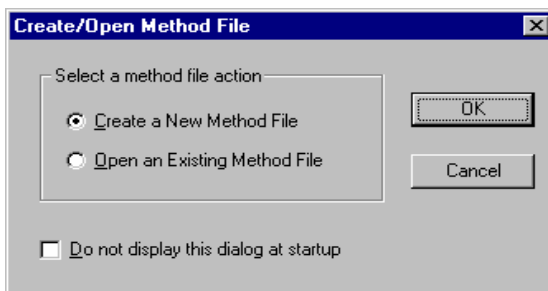 Create/Open Method File
Select a method file action
Create a New Method File
Open an Existing Method File
OK
Cancel
Do not display this dialog at startup